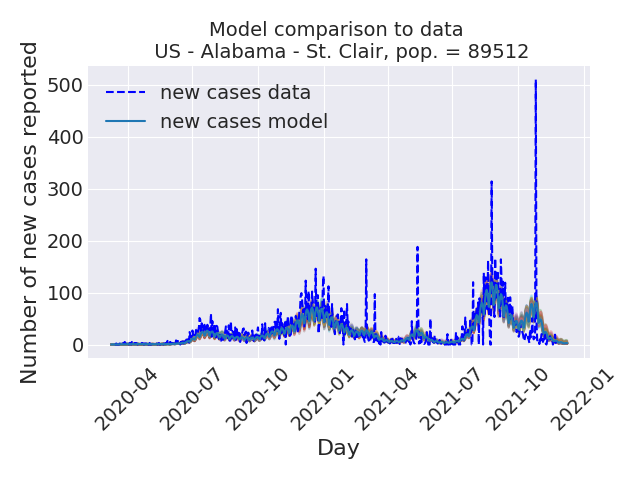 Model comparison to data
US - Alabama - St. Clair, pop. = 89512
Number of new cases reported
500
400
300
200
100
0
new cases data
new cases model
2020-04
2020-07
2020-10
2021-01
2021-04
2021-07
2021-10
2022-01
Day